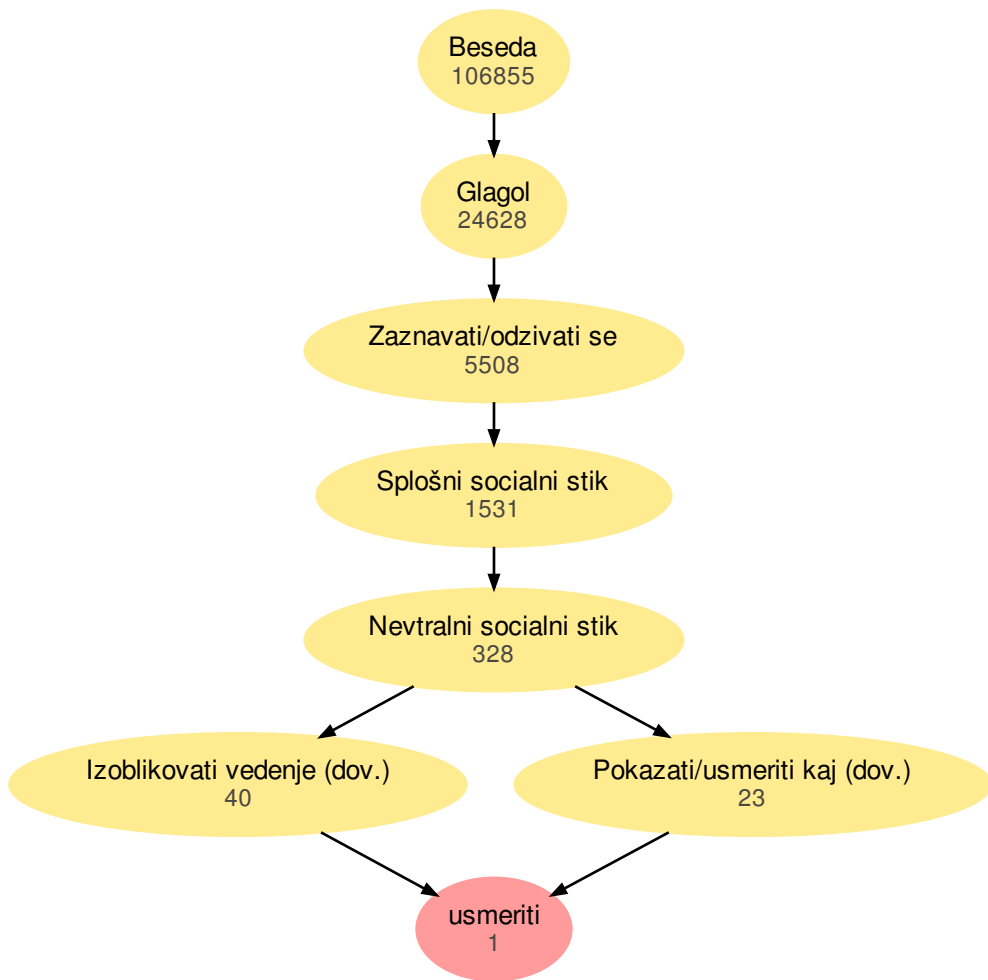 Beseda
106855
Glagol
24628
Zaznavati/odzivati se
5508
Splošni socialni stik
1531
Nevtralni socialni stik
328
Izoblikovati vedenje (dov.)
40
Pokazati/usmeriti kaj (dov.)
23
usmeriti
1